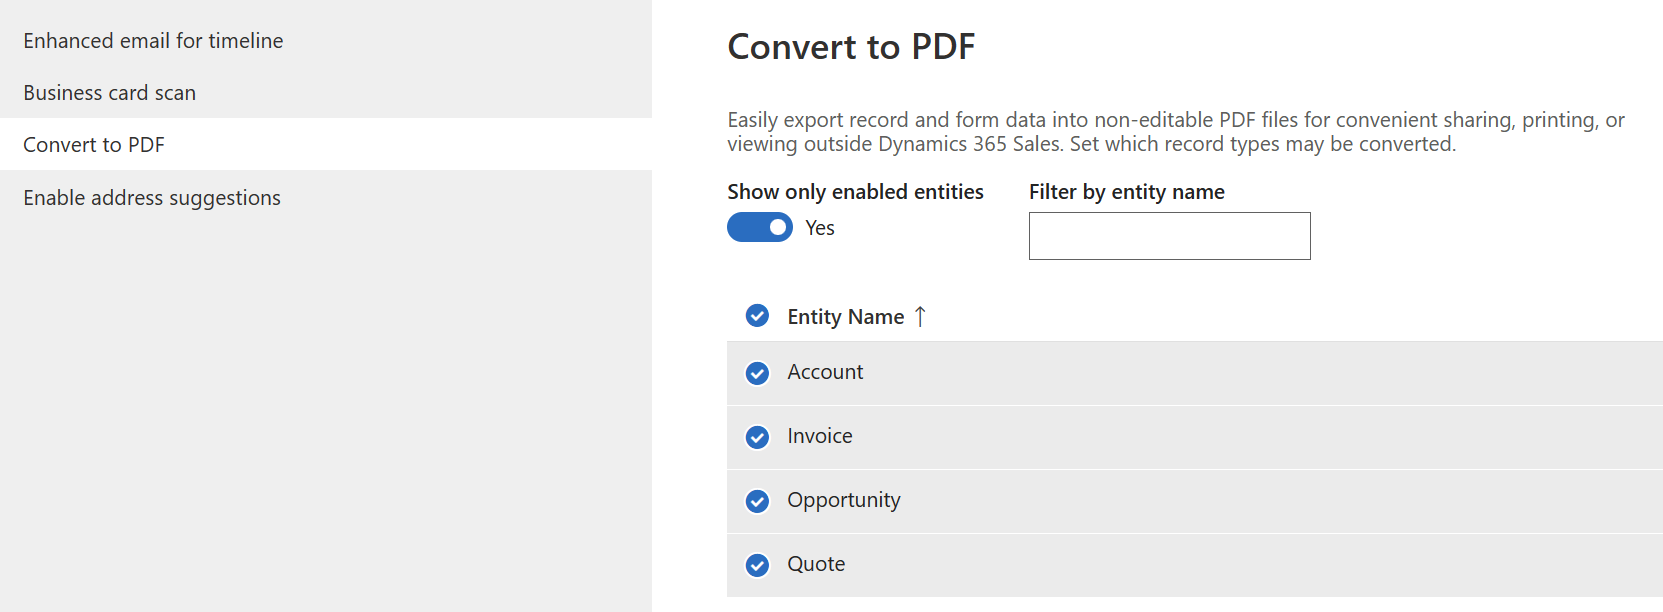 Enhanced email for timeline
Business card scan
Convert to PDF
Enable address suggestions
Convert to PDF
Easily export record and form data into non-editable PDF files for convenient sharing, printing, or
viewing outside Dynamics 365 Sales. Set which record types may be converted.
Show only enabled entities
Yes
Filter by entity name
Entity Name ↑
Account
Invoice
Opportunity
Quote